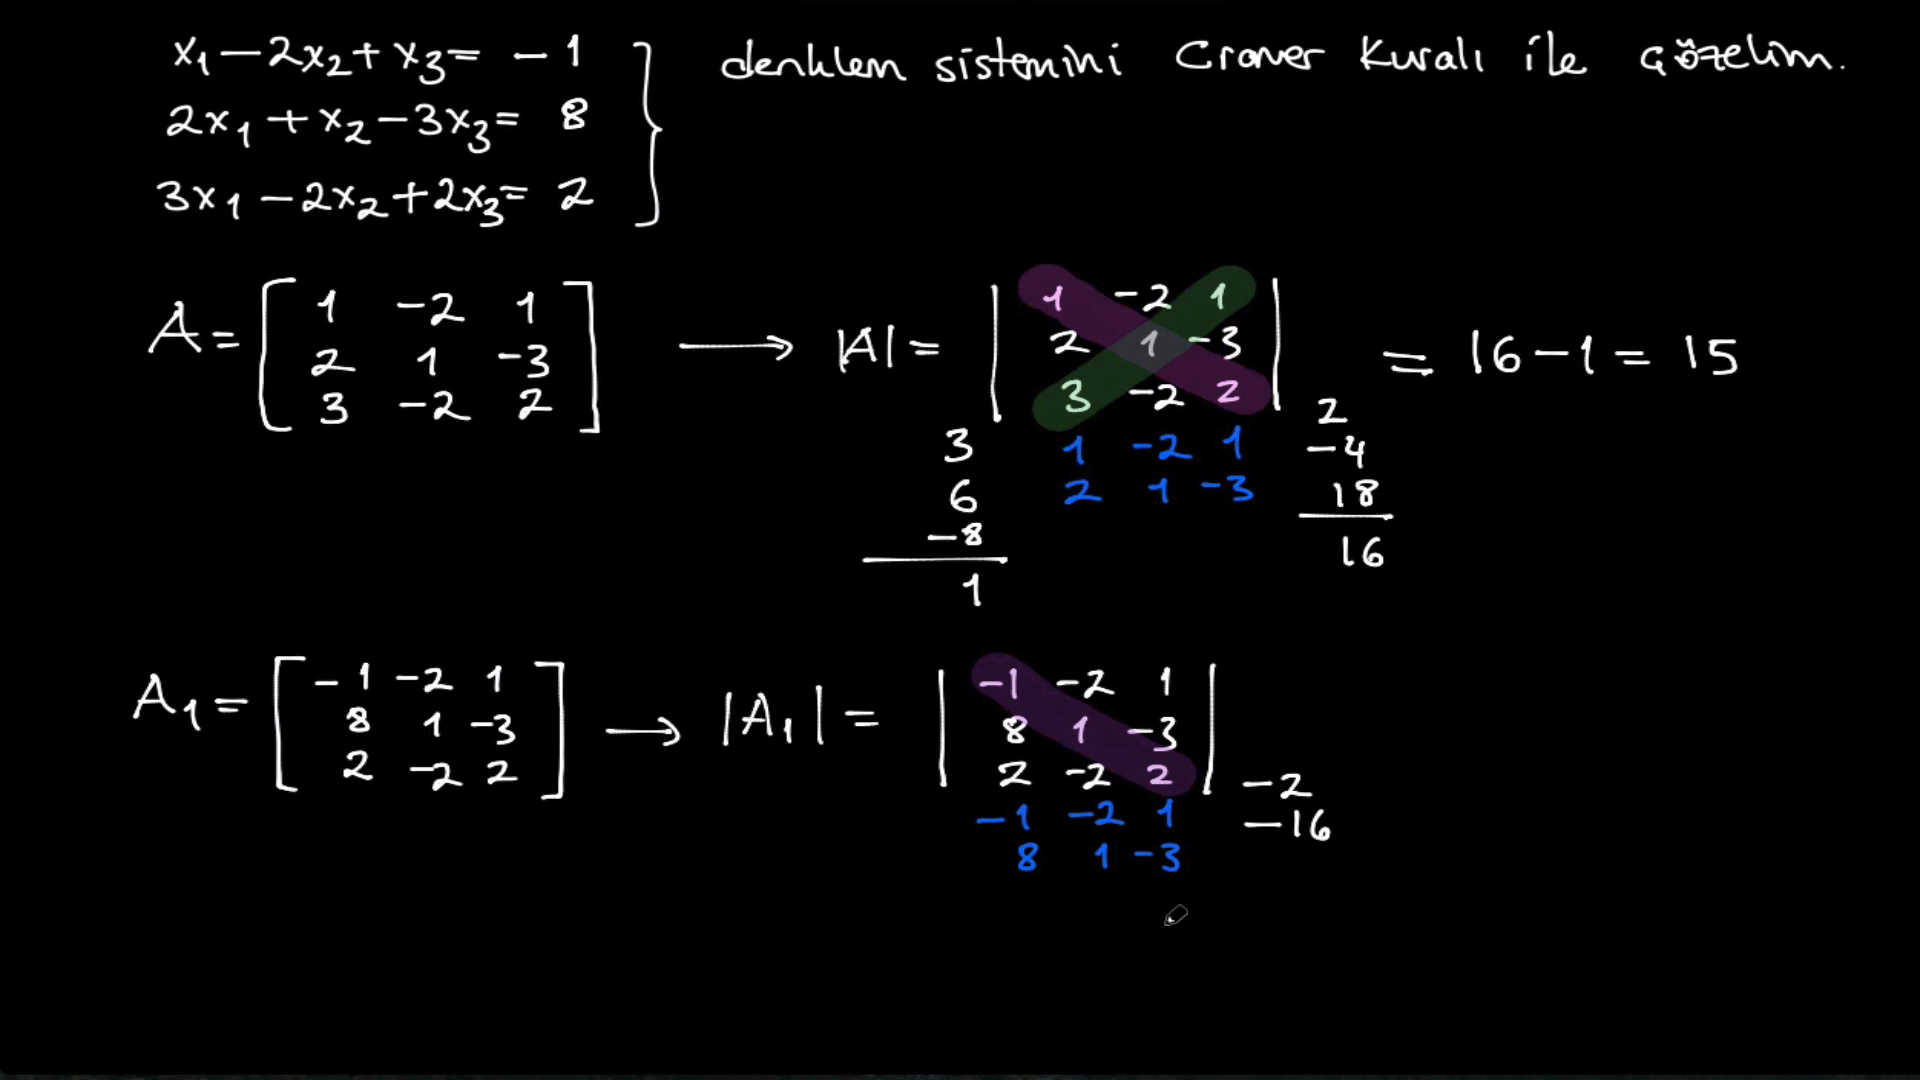 x₁ - 2x₂ + x₃ = -1
2x₁ + x₂ - 3x₃ = 8
3x₁ - 2x₂ + 2x₃ = 2
denklem sistemini Cramer Kuralı ile çözelim.
A = [ 1 -2 1
2 1 -3
3 -2 2 ]
→ |A| = | 1 -2 1
2 1 -3
3 -2 2 |
1 -2 1
2 1 -3
= 16 - 1 = 15
3
6
-8
1
2
-4
18
16
A₁ = [ -1 -2 1
8 1 -3
2 -2 2 ]
→ |A₁| = | -1 -2 1
8 1 -3
2 -2 2 |
-1 -2 1
8 1 -3
-2
-16